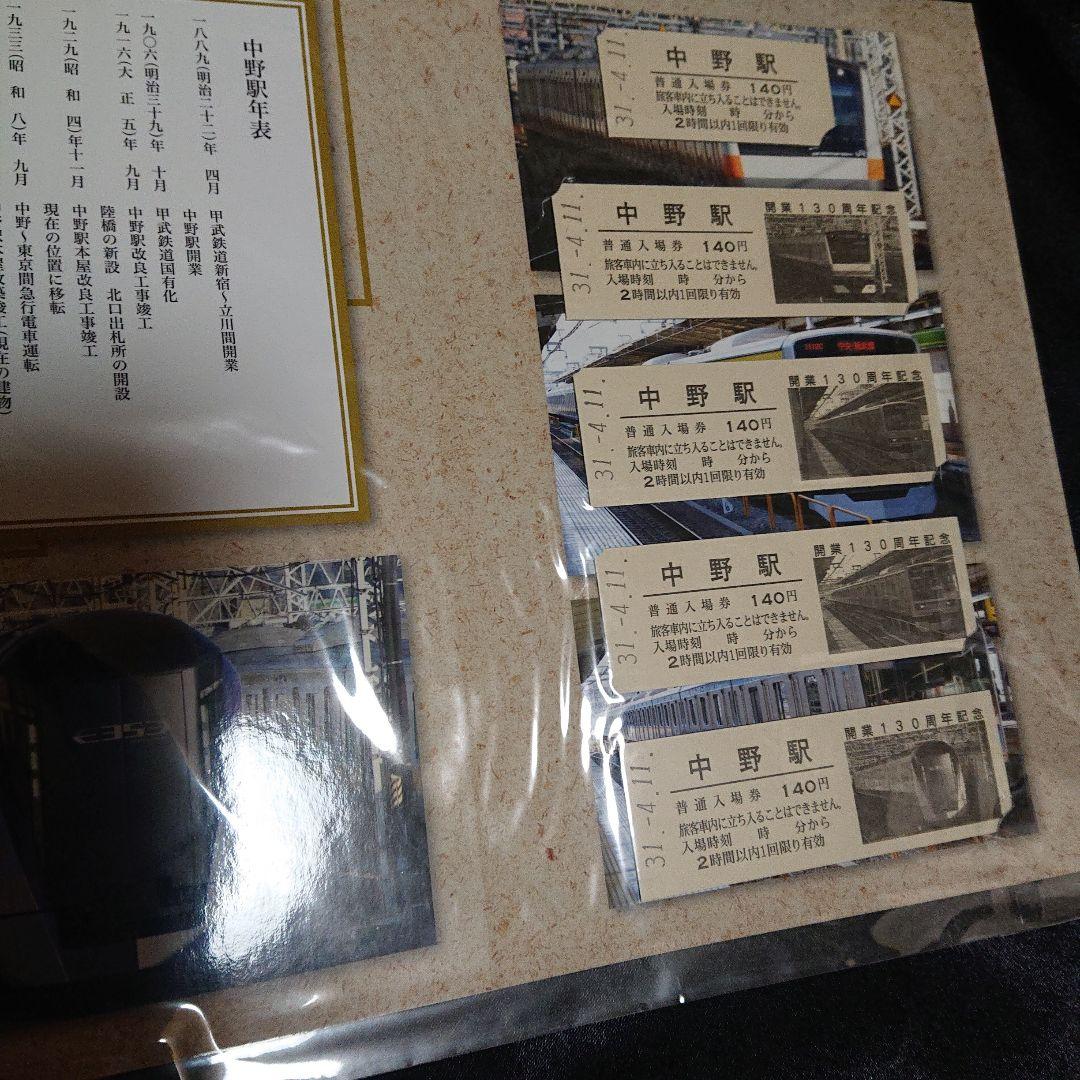 中野駅年表
一八八九(明治二十二)年 四月 甲武鉄道新宿～立川間開業
中野駅開業
一九〇六(明治三十九)年 十月 甲武鉄道国有化
一九一六(大正五)年 九月 中野駅改良工事竣工
陸橋の新設 北口出札所の開設
一九二九(昭和四)年十一月 中野駅本屋改良工事竣工
現在の位置に移転
一九三三(昭和八)年 九月 中野～東京間急行電車運転
E353
31.-4.11.
中野駅
普通入場券 140円
旅客車内に立ち入ることはできません。
入場時刻 時 分から
2時間以内1回限り有効
31.-4.11.
中野駅
普通入場券 140円
旅客車内に立ち入ることはできません。
入場時刻 時 分から
2時間以内1回限り有効
開業130周年記念
中央・総武線
31.-4.11.
中野駅
普通入場券 140円
旅客車内に立ち入ることはできません。
入場時刻 時 分から
2時間以内1回限り有効
開業130周年記念
31.-4.11.
中野駅
普通入場券 140円
旅客車内に立ち入ることはできません。
入場時刻 時 分から
2時間以内1回限り有効
開業130周年記念
31.-4.11.
中野駅
普通入場券 140円
旅客車内に立ち入ることはできません。
入場時刻 時 分から
2時間以内1回限り有効
開業130周年記念